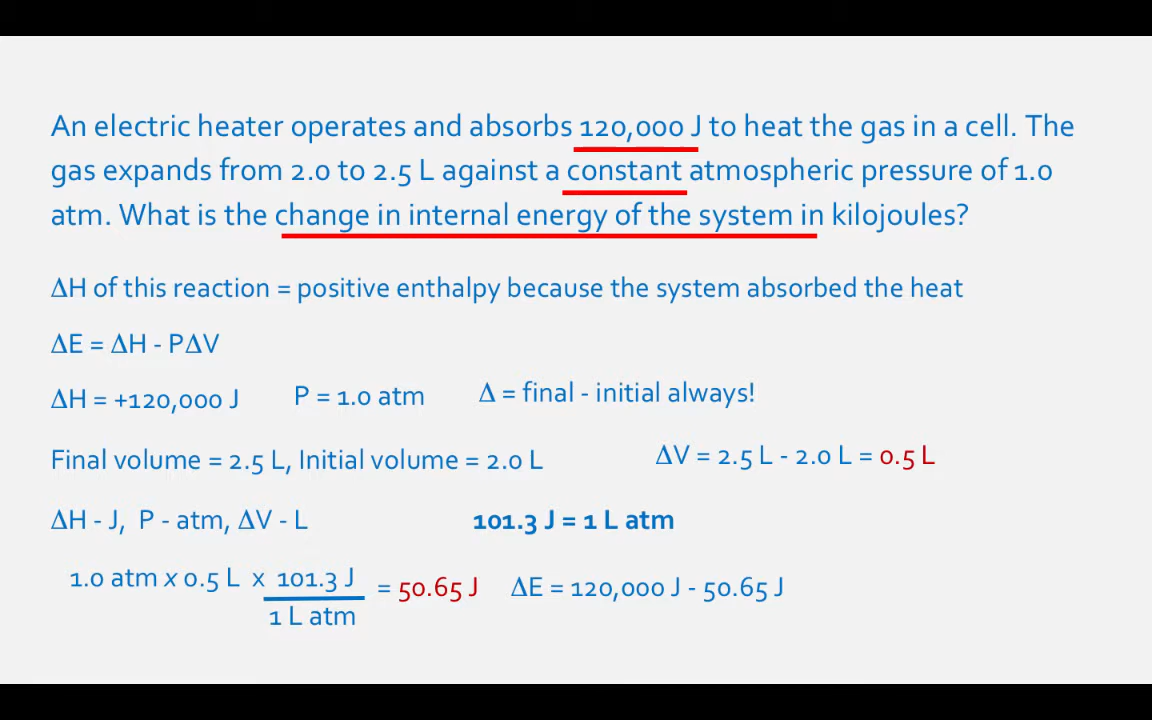 An electric heater operates and absorbs 120,000 J to heat the gas in a cell. The
gas expands from 2.0 to 2.5 L against a constant atmospheric pressure of 1.0
atm. What is the change in internal energy of the system in kilojoules?
ΔH of this reaction = positive enthalpy because the system absorbed the heat
ΔE = ΔH - PΔV
ΔH = +120,000 J P = 1.0 atm Δ = final - initial always!
Final volume = 2.5 L, Initial volume = 2.0 L ΔV = 2.5 L - 2.0 L = 0.5 L
ΔH - J, P - atm, ΔV - L 101.3 J = 1 L atm
1.0 atm x 0.5 L x 101.3 J
= 50.65 J ΔE = 120,000 J - 50.65 J
1 L atm